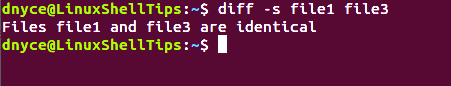 dnyce@LinuxShellTips:~$ diff -s file1 file3
Files file1 and file3 are identical
dnyce@LinuxShellTips:~$